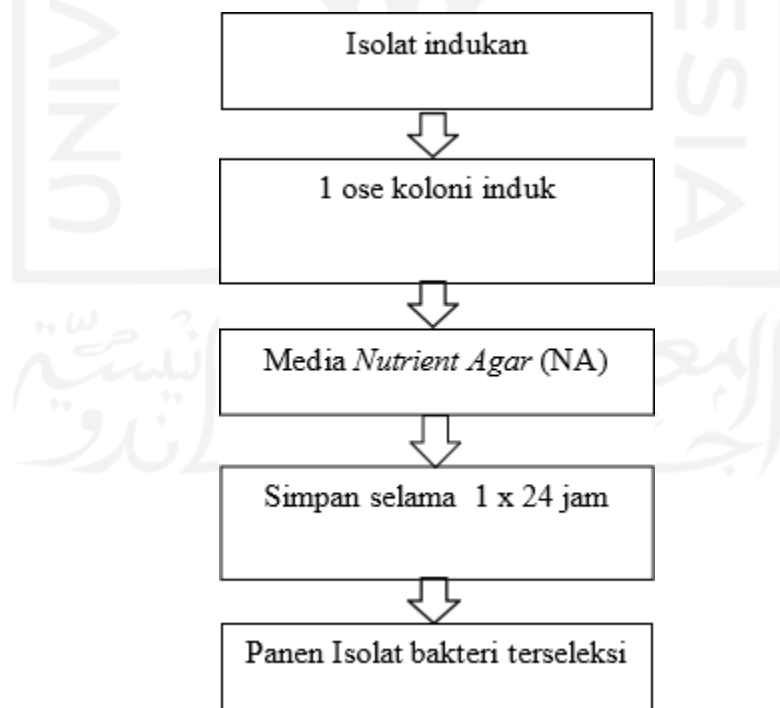 Isolat indukan
1 ose koloni induk
Media Nutrient Agar (NA)
Simpan selama 1 x 24 jam
Panen Isolat bakteri terseleksi